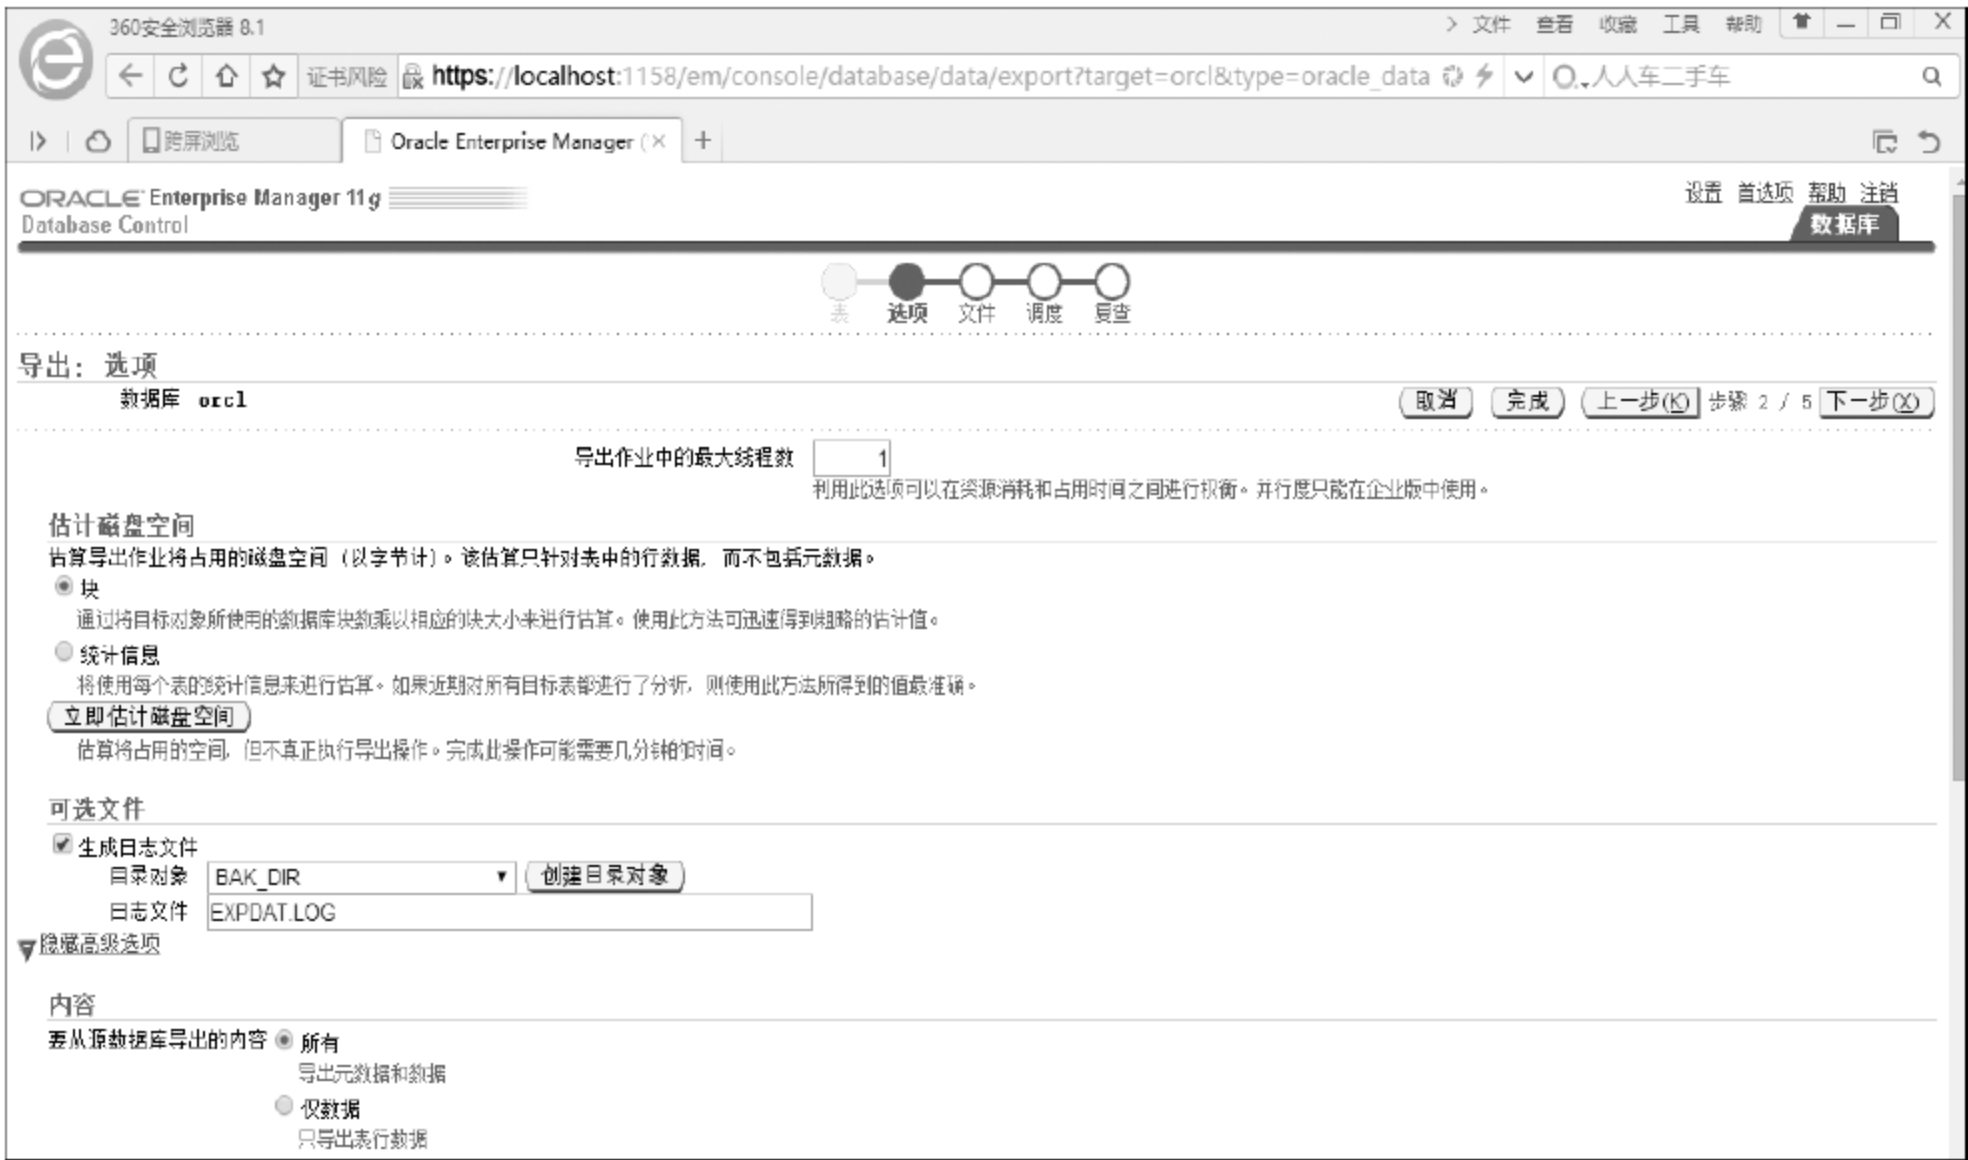 360安全浏览器 8.1
文件 查看 收藏 工具 帮助
证书风险 https://localhost:1158/em/console/database/data/export?target=orcl&type=oracle_data 人人车二手车
跨屏浏览 Oracle Enterprise Manager (
ORACLE Enterprise Manager 11g
Database Control
设置 首选项 帮助 注销
数据库
表 选项 文件 调度 复查
导出: 选项
数据库 orcl
取消 完成 上一步(K) 步骤 2 / 5 下一步(X)
导出作业中的最大线程数 1
利用此选项可以在资源消耗和占用时间之间进行权衡。并行度只能在企业版中使用。
估计磁盘空间
估算导出作业将占用的磁盘空间 (以字节计)。该估算只针对表中的行数据, 而不包括元数据。
块
通过将目标对象所使用的数据库块数乘以相应的块大小来进行估算。使用此方法可迅速得到粗略的估计值。
统计信息
将使用每个表的统计信息来进行估算。如果近期对所有目标表都进行了分析, 则使用此方法所得到的值最准确。
立即估计磁盘空间
估算将占用的空间, 但不真正执行导出操作。完成此操作可能需要几分钟的时间。
可选文件
生成日志文件
目录对象 BAK_DIR 创建目录对象
日志文件 EXPDAT.LOG
隐藏高级选项
内容
要从源数据库导出的内容 所有
导出元数据和数据
仅数据
只导出表行数据